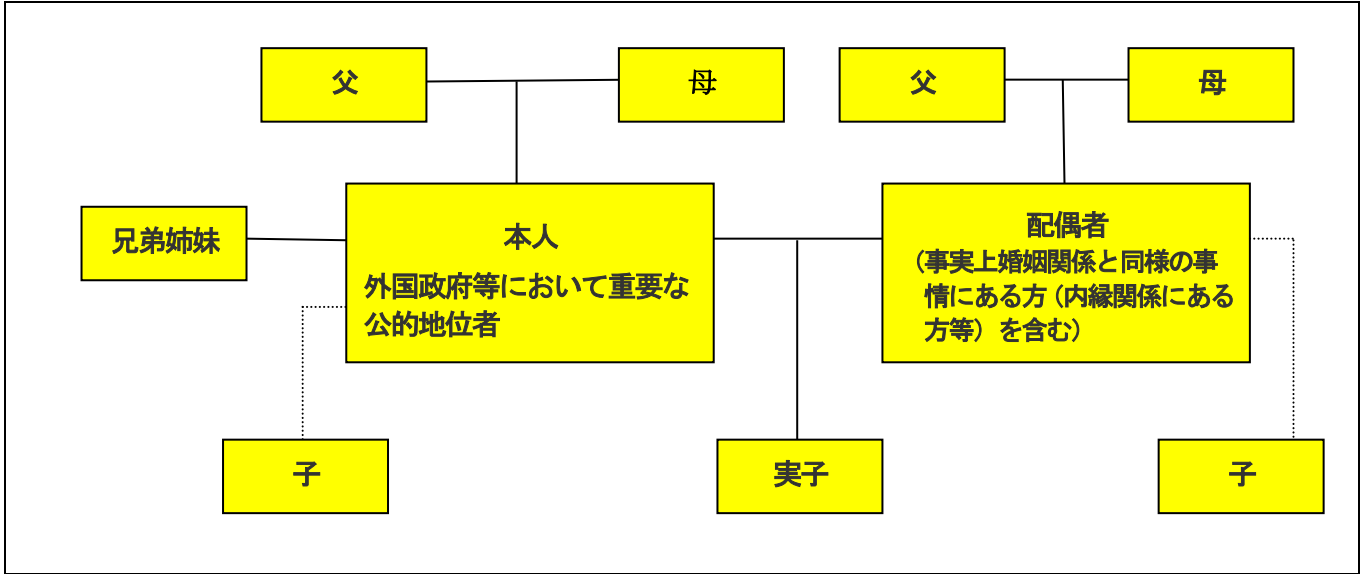 父
母
父
母
兄弟姉妹
本人
外国政府等において重要な
公的地位者
配偶者
（事実上婚姻関係と同様の事
情にある方（内縁関係にある
方等）を含む）
子
実子
子